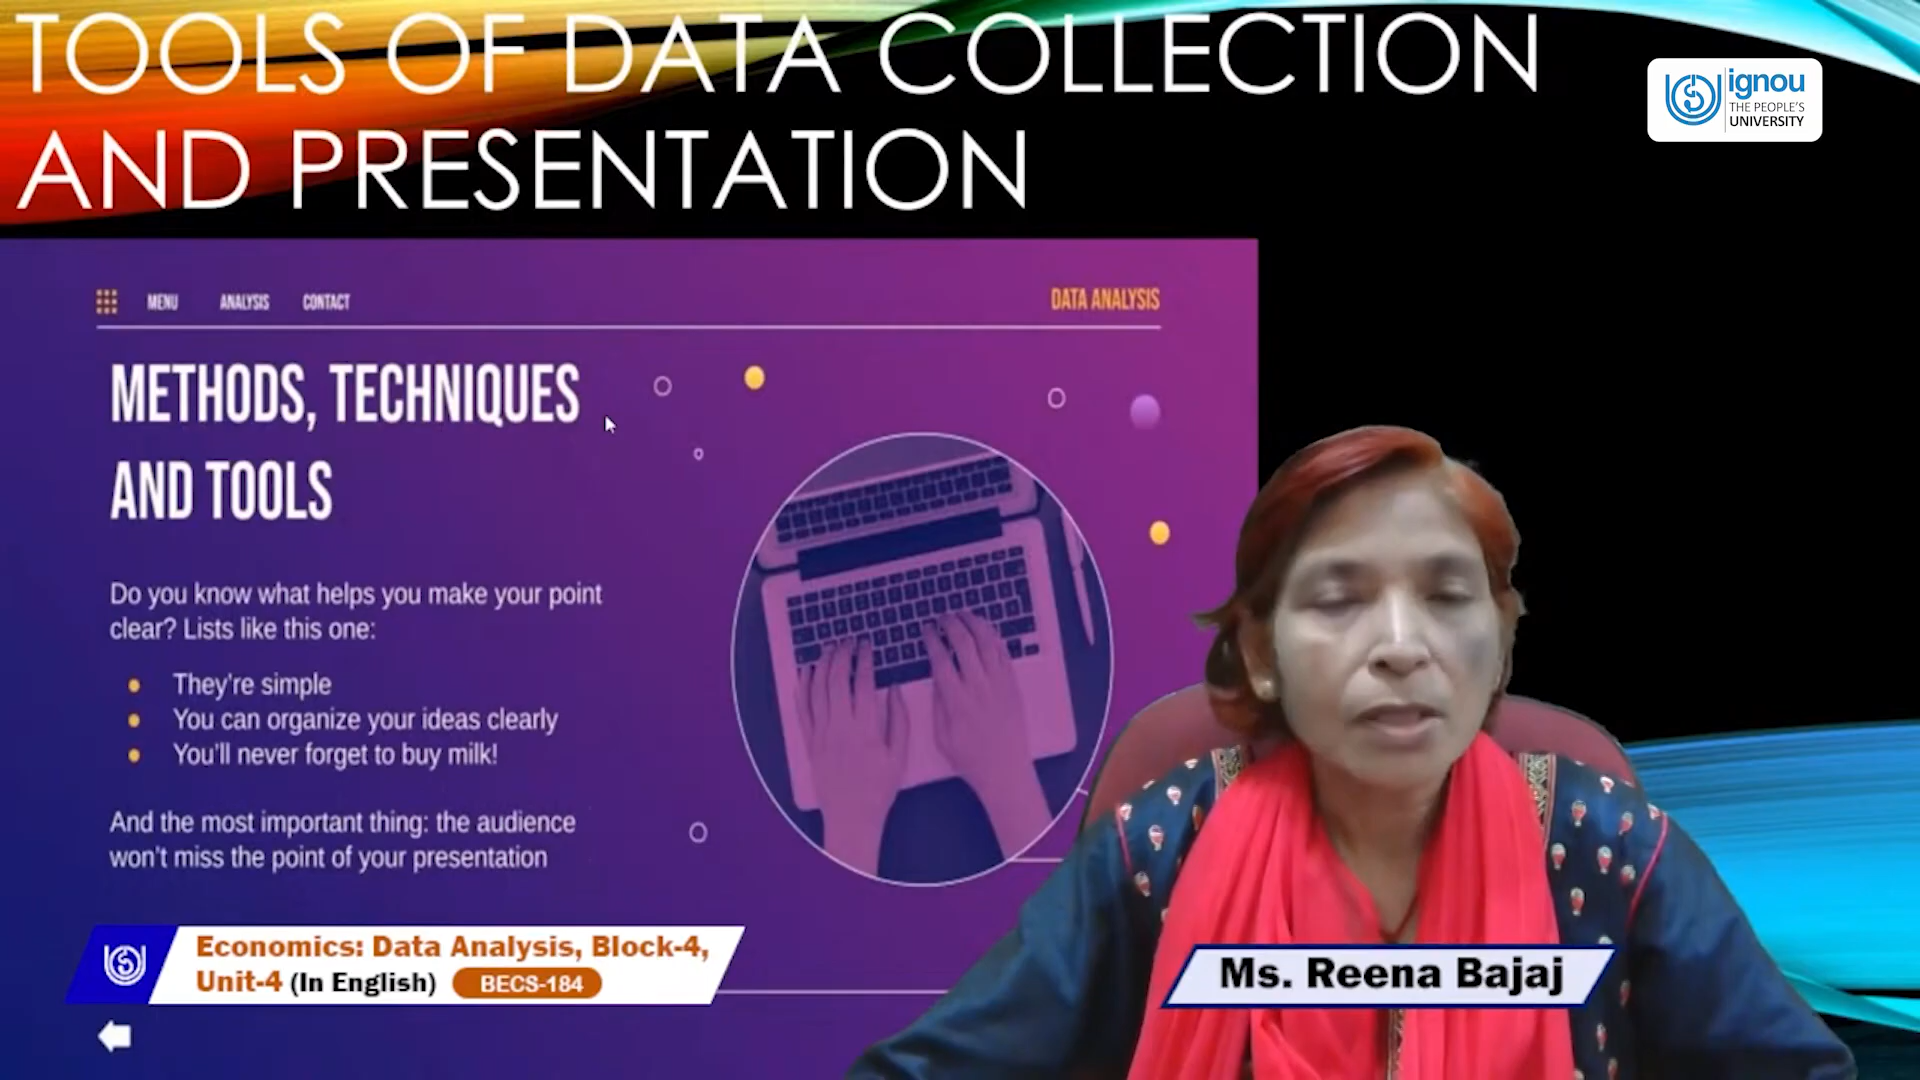 TOOLS OF DATA COLLECTION
AND PRESENTATION
ignou
THE PEOPLE'S
UNIVERSITY
MENU ANALYSIS CONTACT
DATA ANALYSIS
METHODS, TECHNIQUES
AND TOOLS
Do you know what helps you make your point
clear? Lists like this one:
They're simple
You can organize your ideas clearly
You'll never forget to buy milk!
And the most important thing: the audience
won't miss the point of your presentation
Economics: Data Analysis, Block-4,
Unit-4 (In English) BECS-184
Ms. Reena Bajaj